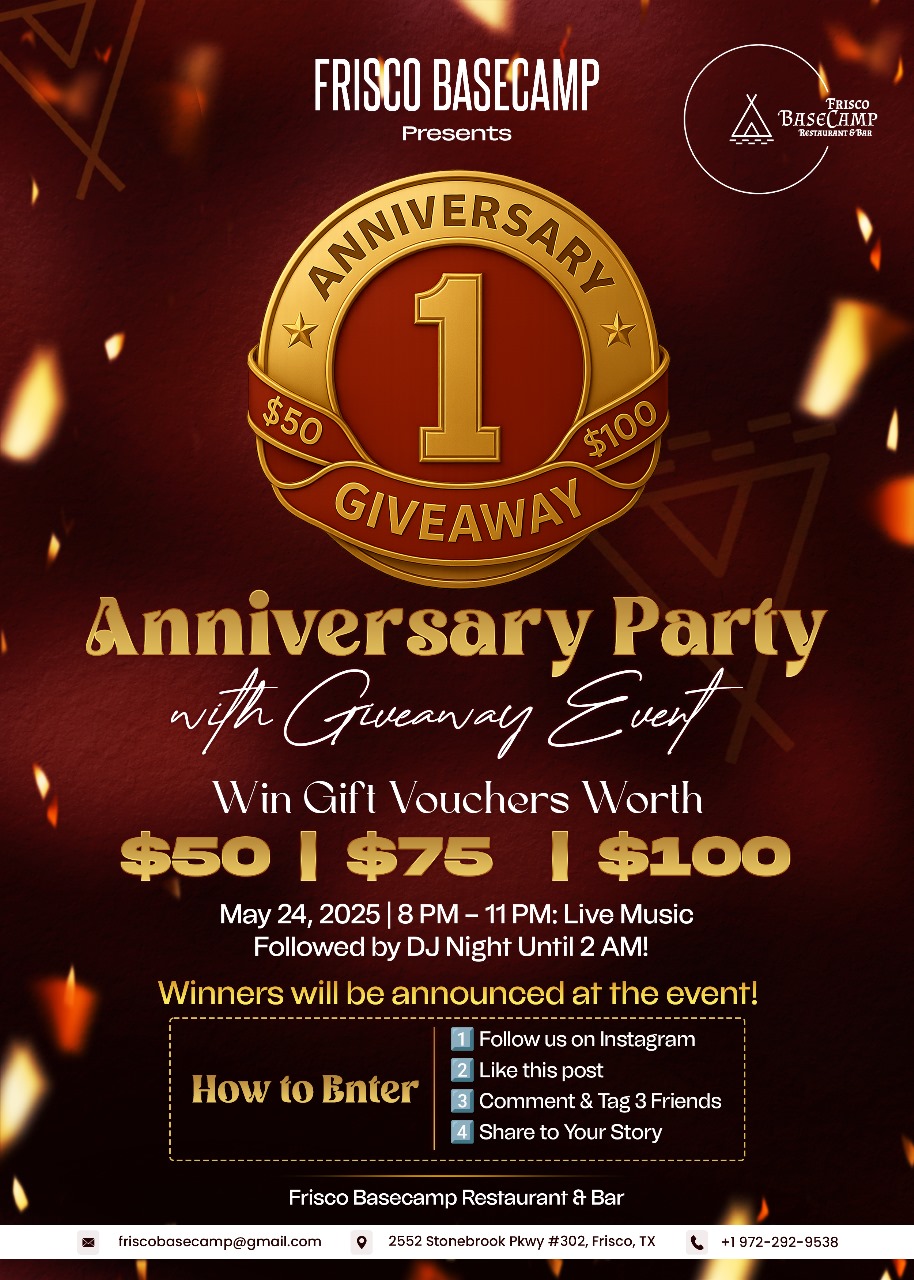 FRISCO BASECAMP
Presents
FRISCO
BASECAMP
RESTAURANT & BAR
ANNIVERSARY
1
$50
$100
GIVEAWAY
Anniversary Party
with Giveaway Event
Win Gift Vouchers Worth
$50 | $75 | $100
May 24, 2025 | 8 PM – 11 PM: Live Music
Followed by DJ Night Until 2 AM!
Winners will be announced at the event!
How to Enter
1 Follow us on Instagram
2 Like this post
3 Comment & Tag 3 Friends
4 Share to Your Story
Frisco Basecamp Restaurant & Bar
friscobasecamp@gmail.com 2552 Stonebrook Pkwy #302, Frisco, TX +1 972-292-9538